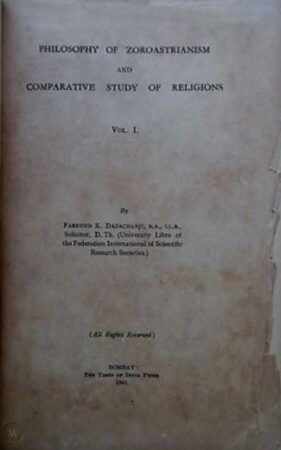 PHILOSOPHY OF ZOROASTRIANISM
AND
COMPARATIVE STUDY OF RELIGIONS
VOL. I.
By
FAREDUN K. DADACHANJI, B.A., LL.B.,
Solicitor, D. Th. (University Libre of
the Federation International of Scientific
Research Societies.)
(All Rights Reserved)
BOMBAY:
THE TIMES OF INDIA PRESS
1941.